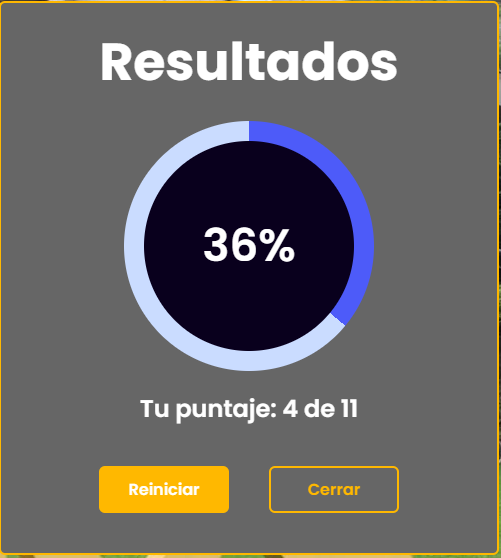 Resultados
36%
Tu puntaje: 4 de 11
Reiniciar
Cerrar